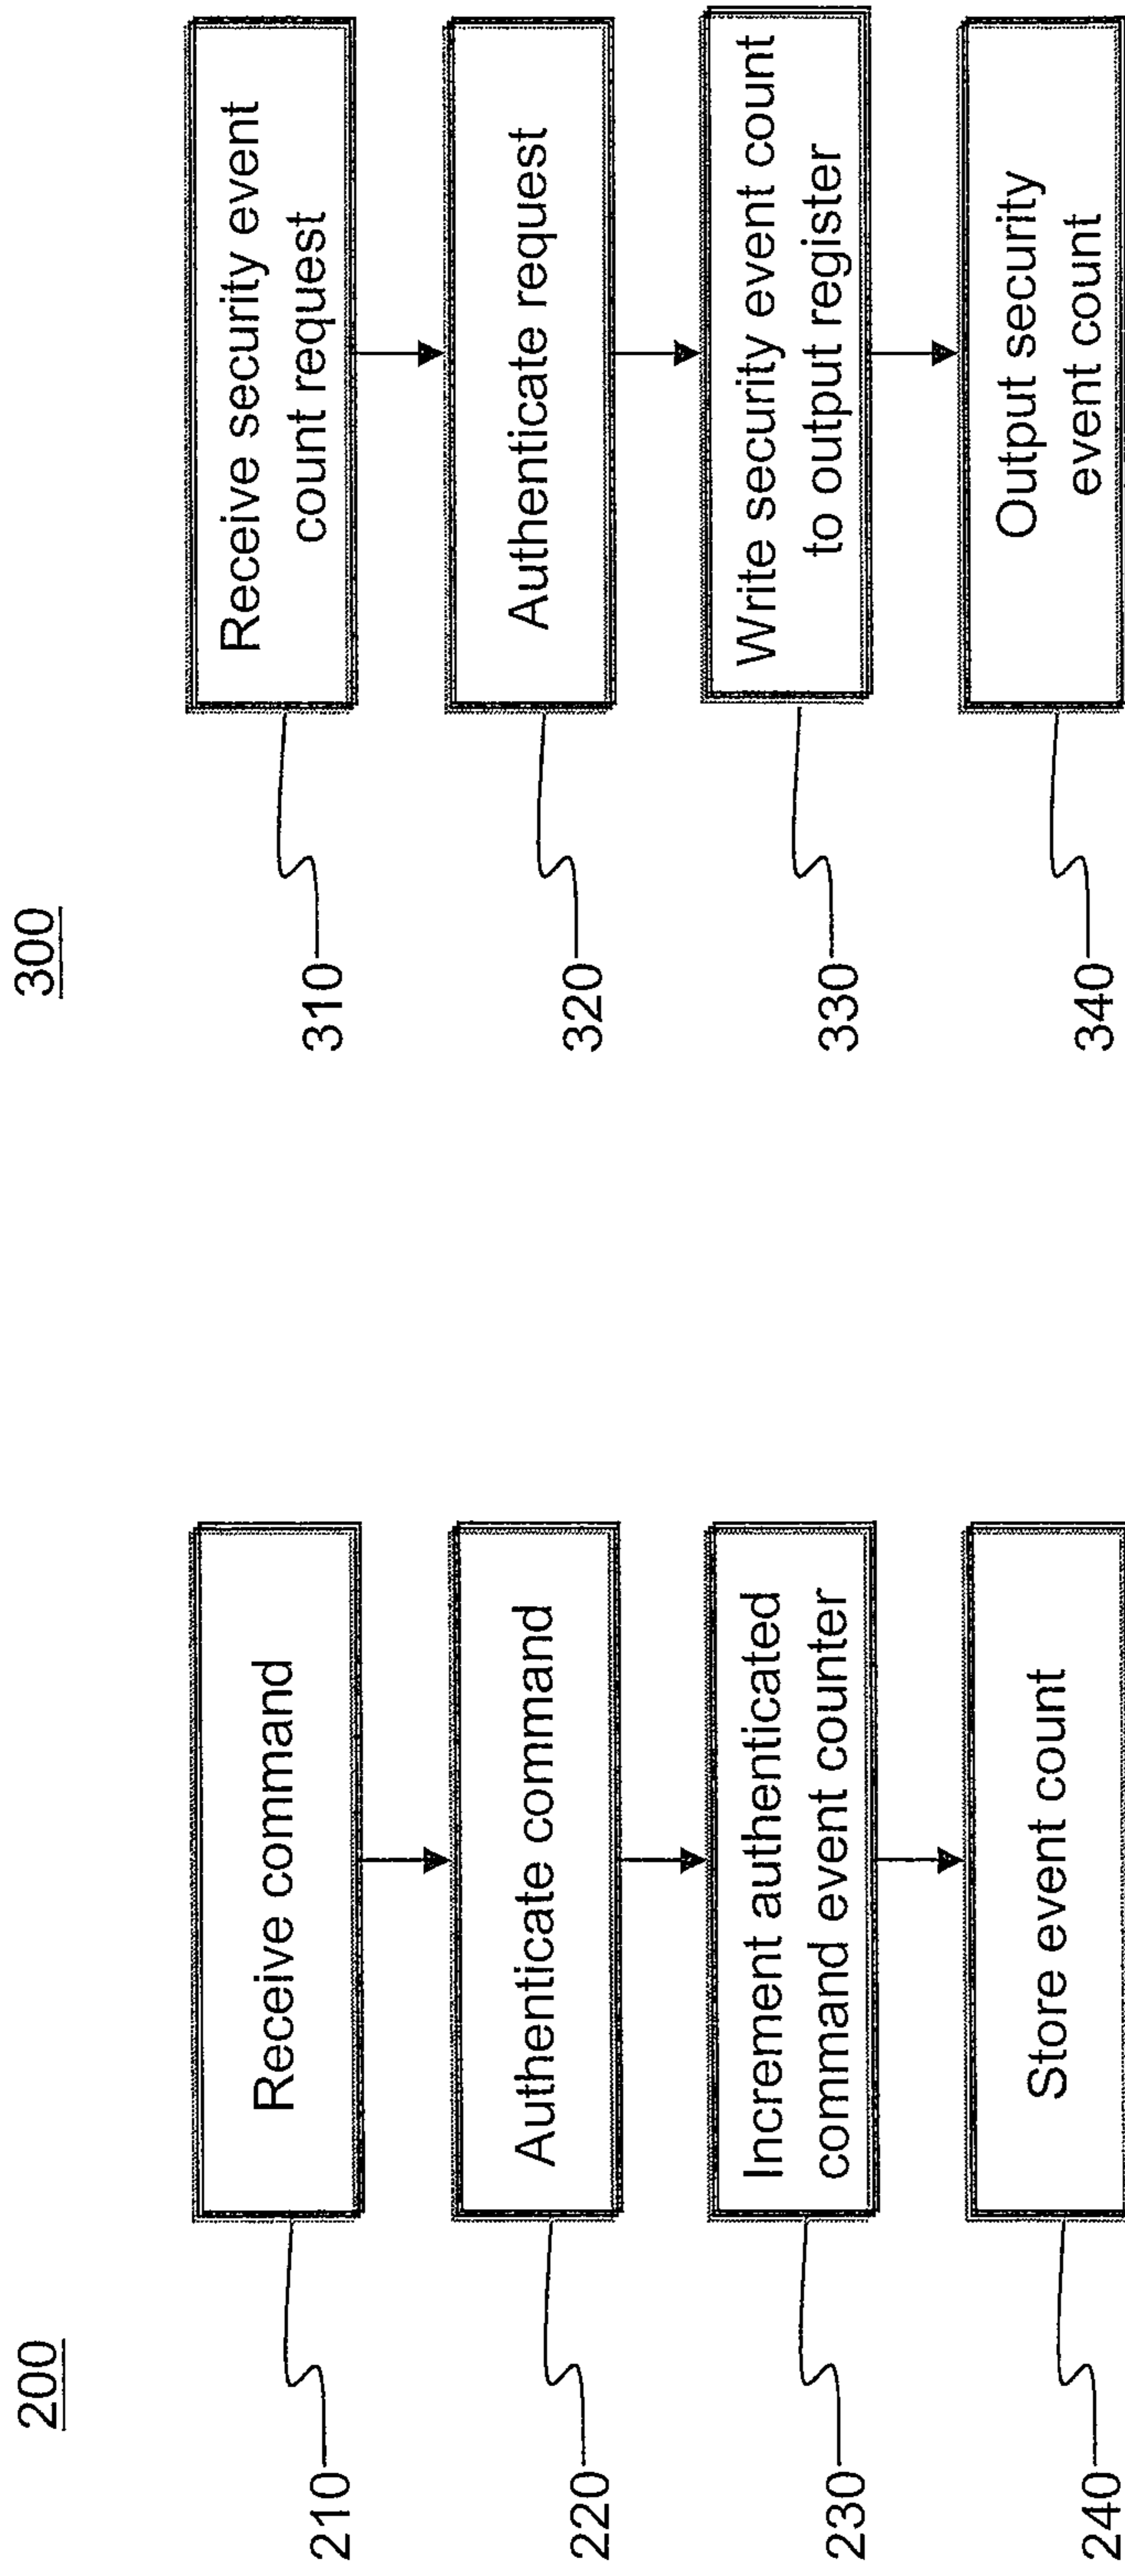 200
210
Receive command
220
Authenticate command
230
Increment authenticated
command event counter
240
Store event count
300
310
Receive security event
count request
320
Authenticate request
330
Write security event count
to output register
340
Output security
event count